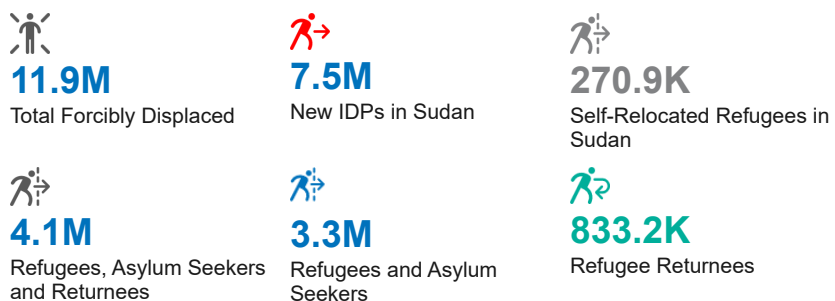 11.9M
Total Forcibly Displaced
7.5M
New IDPs in Sudan
270.9K
Self-Relocated Refugees in
Sudan
4.1M
Refugees, Asylum Seekers
and Returnees
3.3M
Refugees and Asylum
Seekers
833.2K
Refugee Returnees